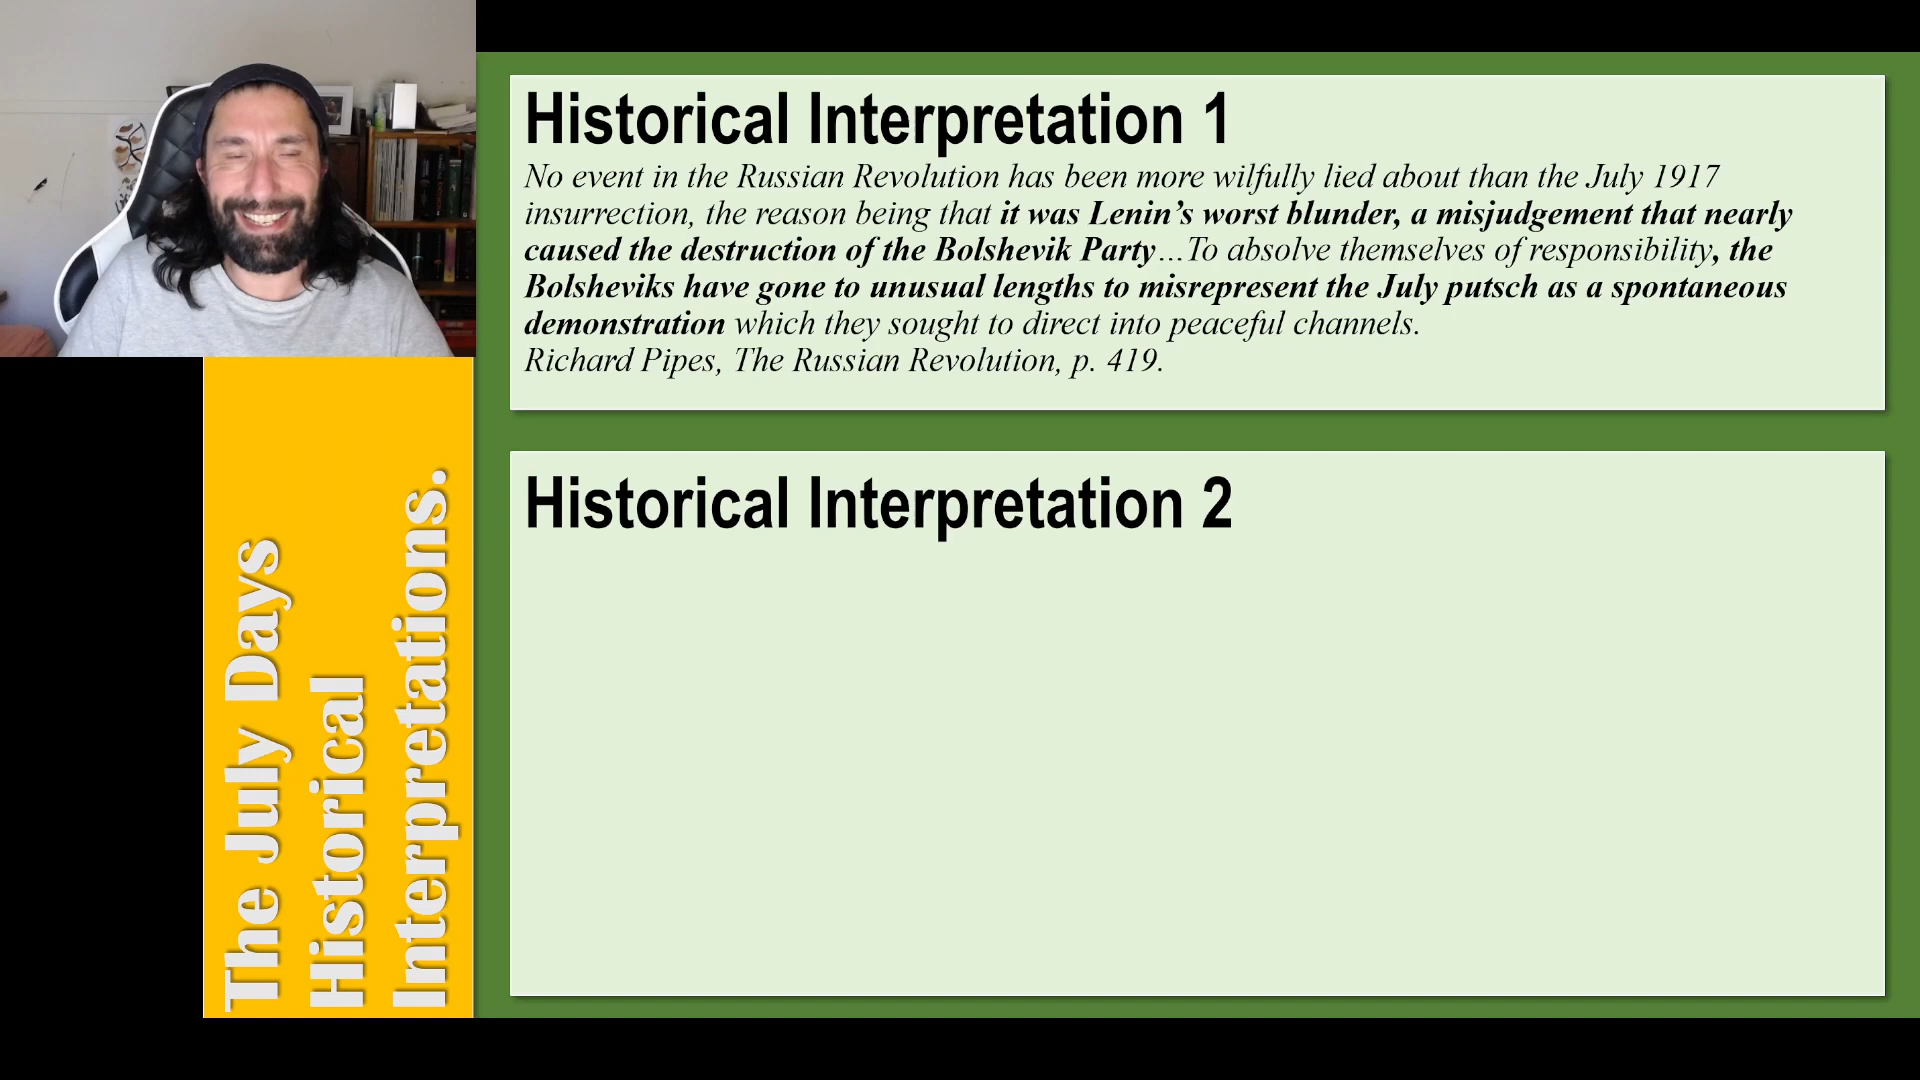 Historical Interpretation 1
No event in the Russian Revolution has been more wilfully lied about than the July 1917
insurrection, the reason being that it was Lenin’s worst blunder, a misjudgement that nearly
caused the destruction of the Bolshevik Party…To absolve themselves of responsibility, the
Bolsheviks have gone to unusual lengths to misrepresent the July putsch as a spontaneous
demonstration which they sought to direct into peaceful channels.
Richard Pipes, The Russian Revolution, p. 419.
Historical Interpretation 2
The July Days
Historical
Interpretations.